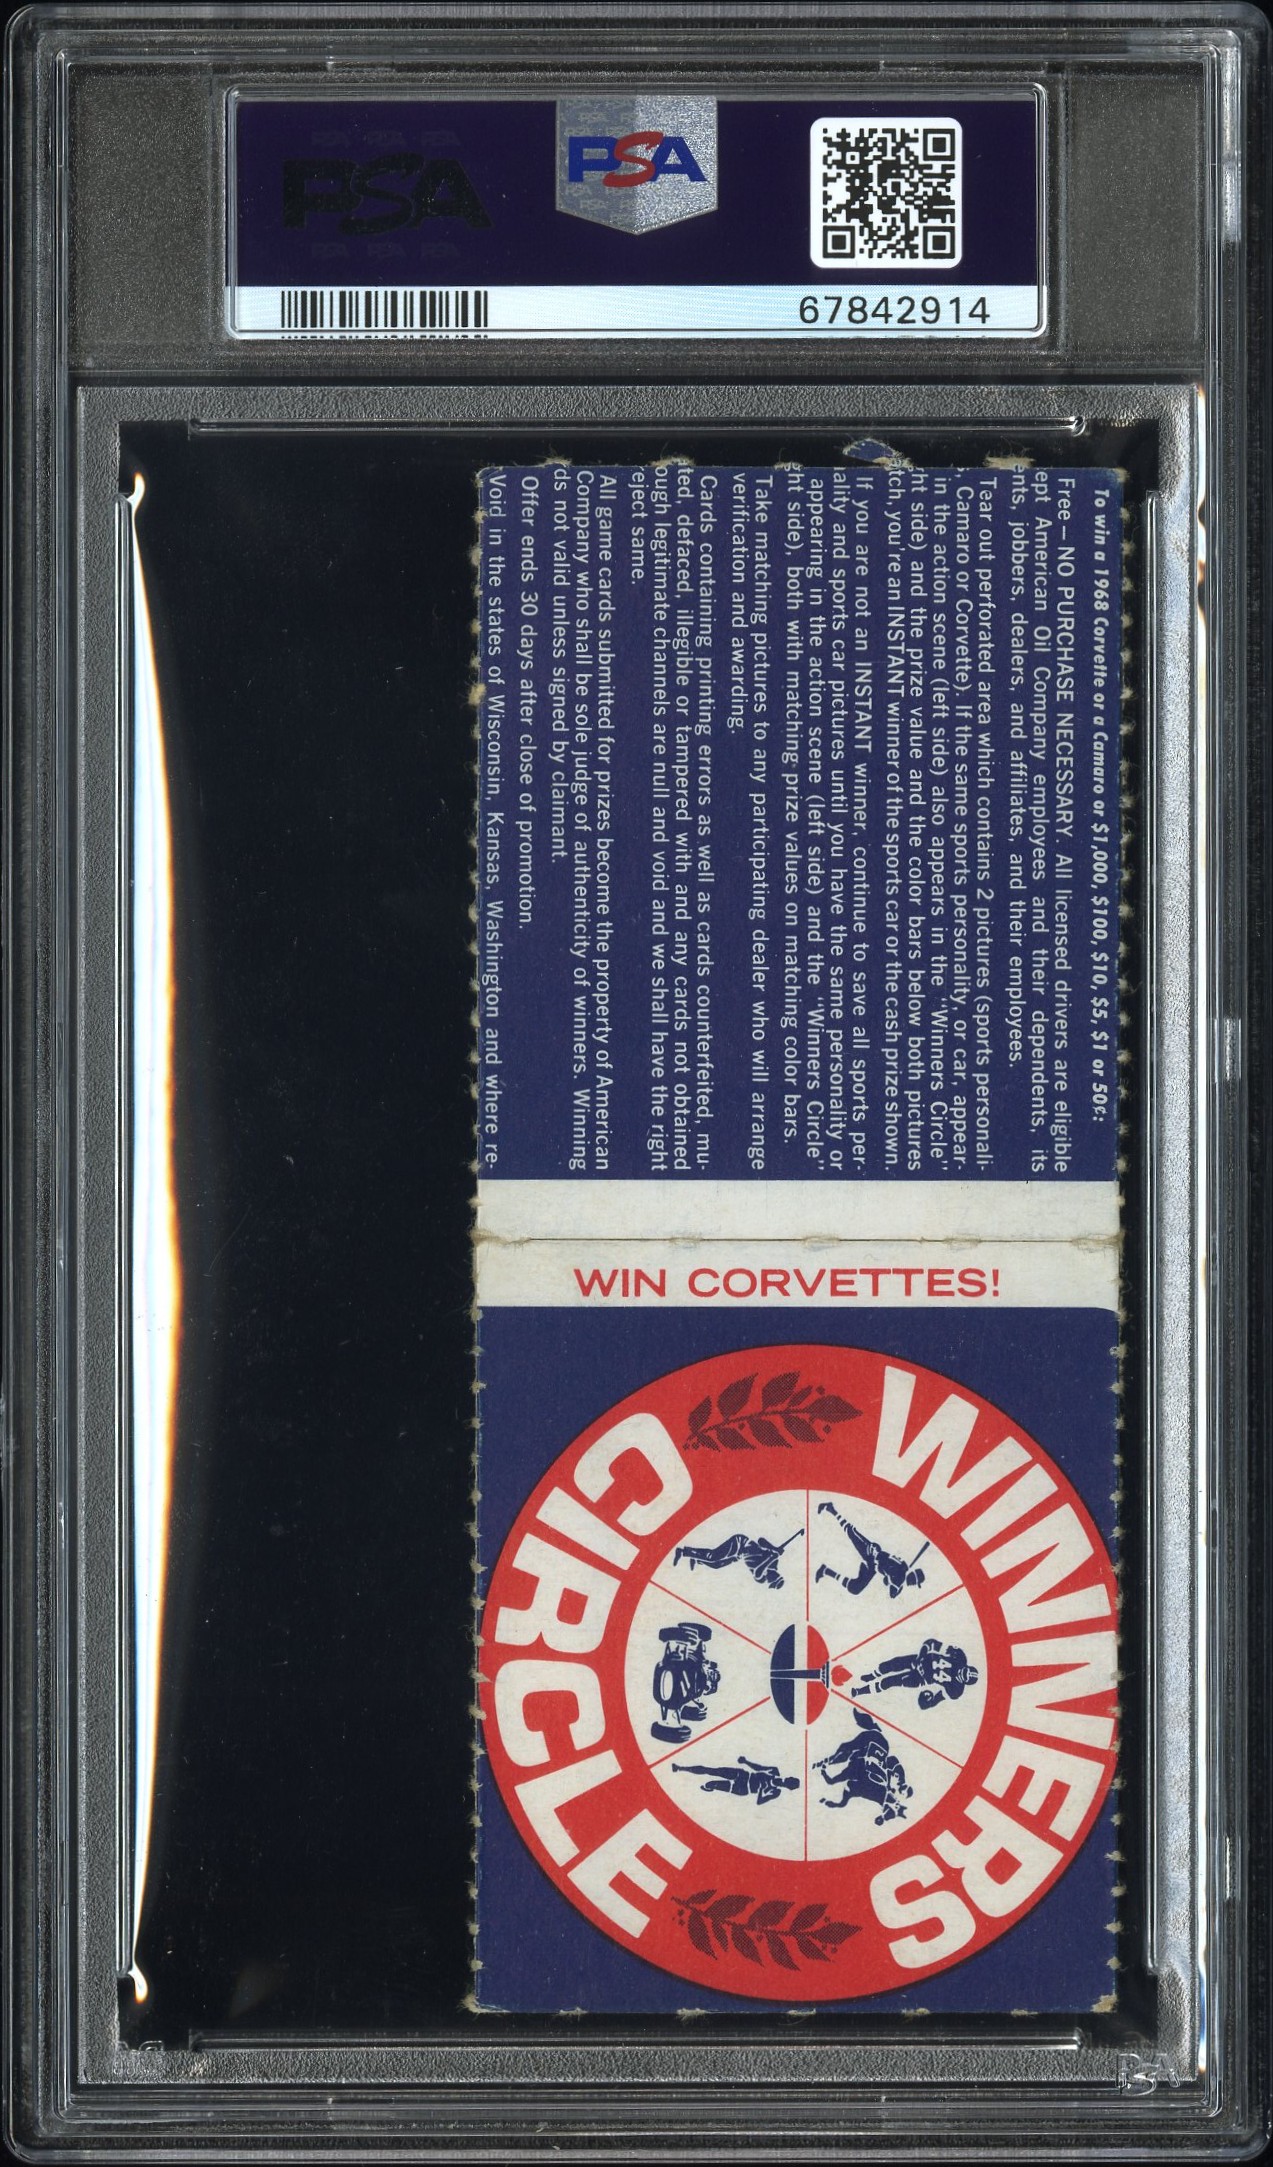 PSA
PSA
67842914
To win a 1968 Corvette or a Camaro or $1,000, $100, $10, $5, $1 or 50¢:
Free—NO PURCHASE NECESSARY. All licensed drivers are eligible
ept American Oil Company employees and their dependents, its
ents, jobbers, dealers, and affiliates, and their employees.
Tear out perforated area which contains 2 pictures (sports personali-
, Camaro or Corvette). If the same sports personality, or car, appear-
in the action scene (left side) also appears in the "Winners Circle"
ht side) and the prize value and the color bars below both pictures
atch, you're an INSTANT winner of the sports car or the cash prize shown.
If you are not an INSTANT winner, continue to save all sports per-
ality and sports car pictures until you have the same personality or
appearing in the action scene (left side) and the "Winners Circle"
ht side), both with matching prize values on matching color bars.
Take matching pictures to any participating dealer who will arrange
verification and awarding.
Cards containing printing errors as well as cards counterfeited, mu-
ated, defaced, illegible or tampered with and any cards not obtained
ough legitimate channels are null and void and we shall have the right
eject same.
All game cards submitted for prizes become the property of American
Company who shall be sole judge of authenticity of winners. Winning
ds not valid unless signed by claimant.
Offer ends 30 days after close of promotion.
Void in the states of Wisconsin, Kansas, Washington and where re-
WIN CORVETTES!
WINNERS
CIRCLE
44
PSA